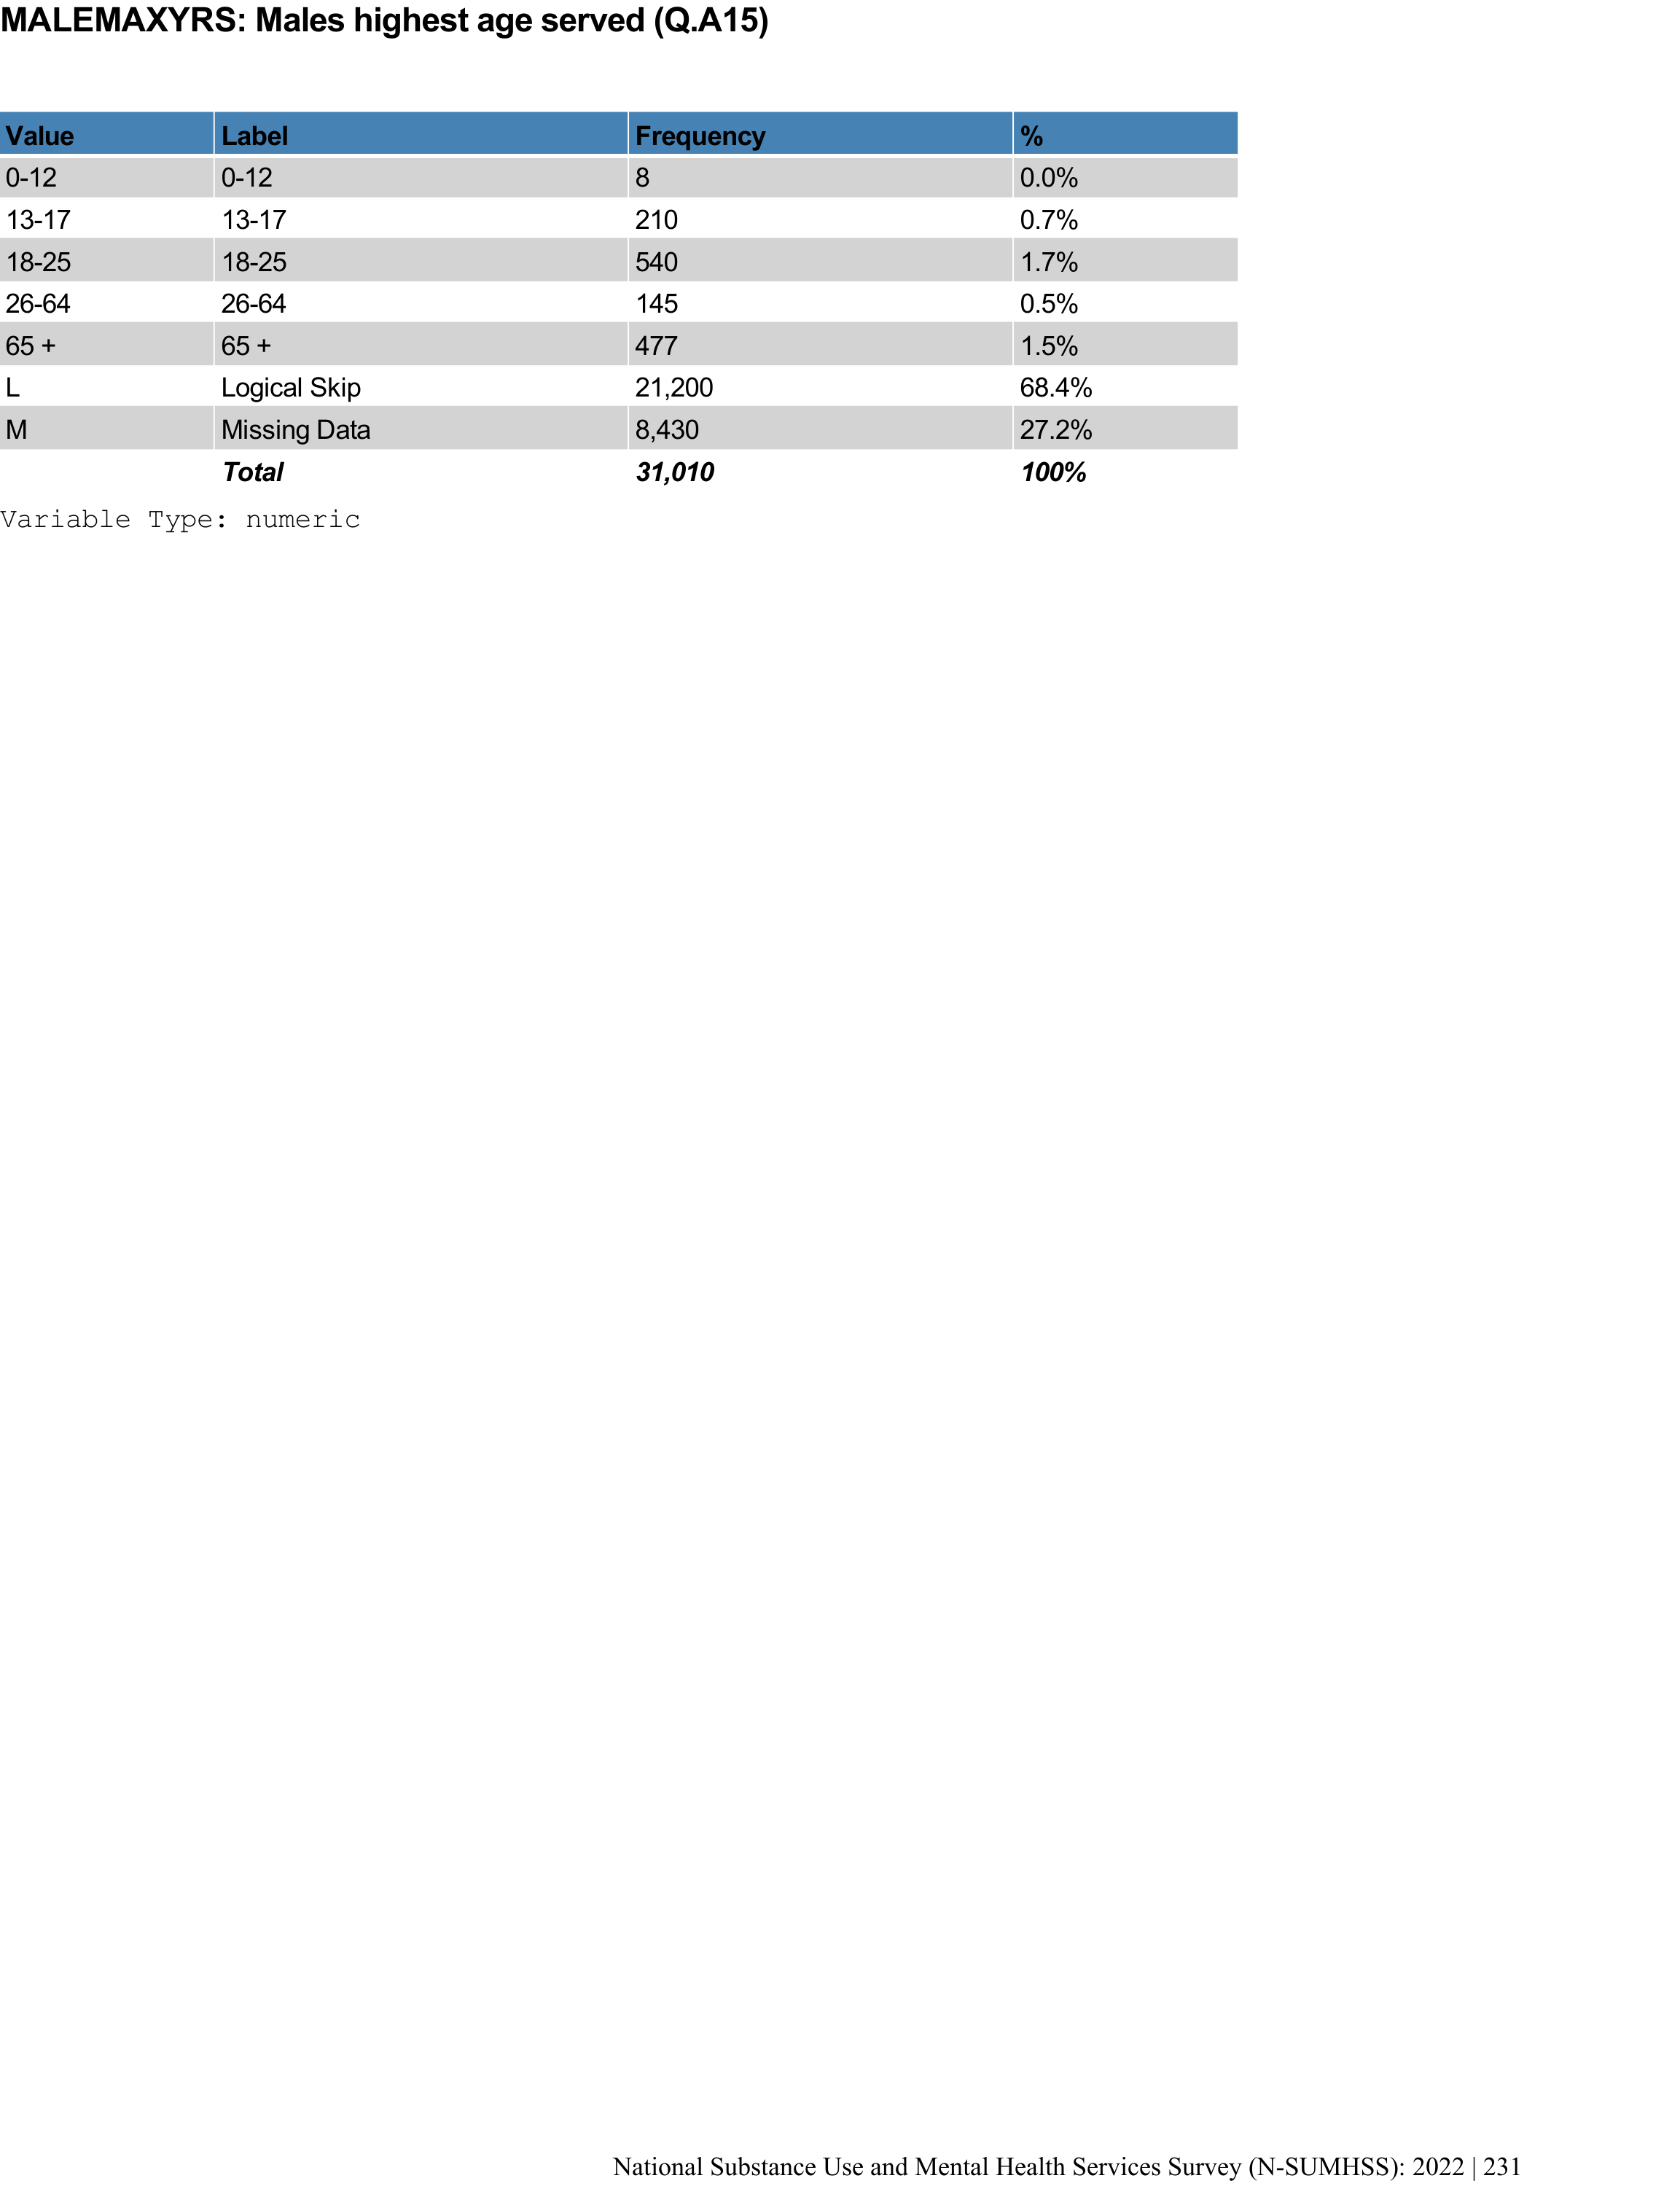 MALEMAXYRS: Males highest age served (Q.A15)
Value Label Frequency %
0-12 0-12 8 0.0%
13-17 13-17 210 0.7%
18-25 18-25 540 1.7%
26-64 26-64 145 0.5%
65 + 65 + 477 1.5%
L Logical Skip 21,200 68.4%
M Missing Data 8,430 27.2%
Total 31,010 100%
Variable Type: numeric
National Substance Use and Mental Health Services Survey (N-SUMHSS): 2022 | 231